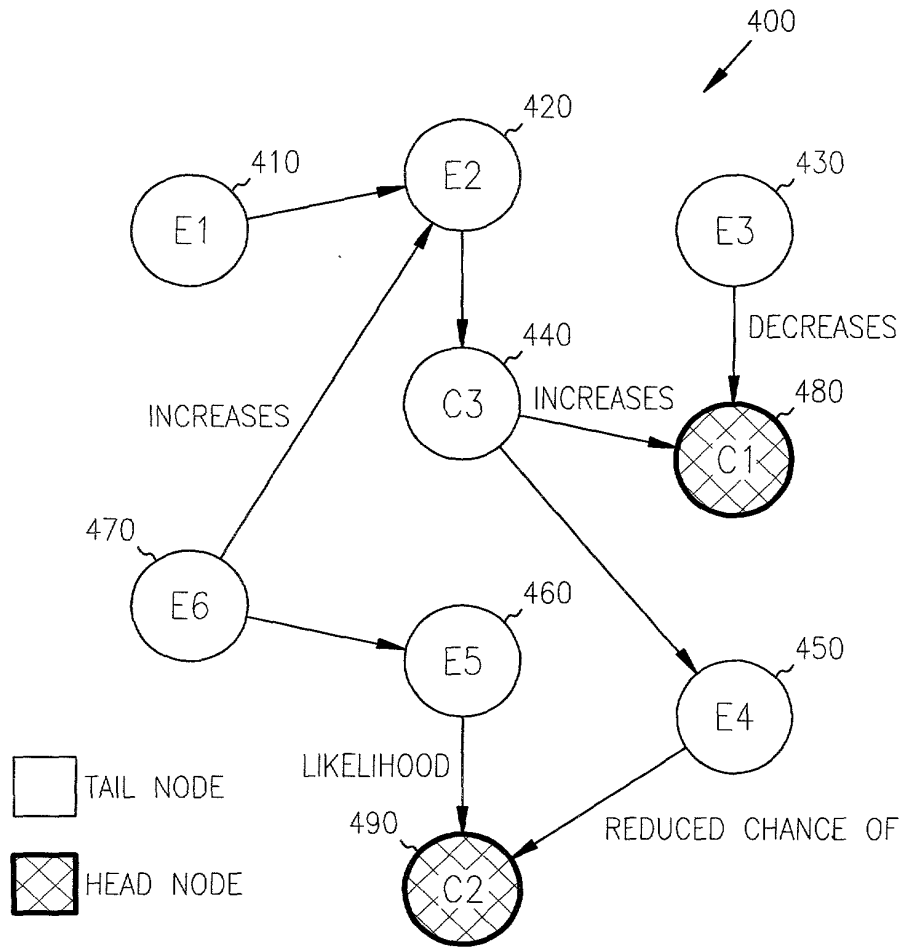 400
420
410
E2
430
E1
E3
DECREASES
440
480
INCREASES
C3
INCREASES
C1
470
460
E6
E5
450
E4
LIKELIHOOD
TAIL NODE
490
REDUCED CHANCE OF
HEAD NODE
C2